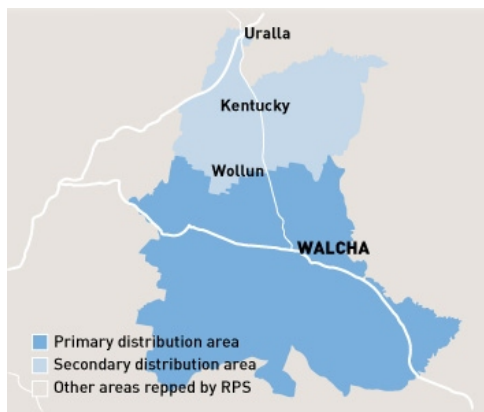 Uralla
Kentucky
Wollun
WALCHA
Primary distribution area
Secondary distribution area
Other areas repped by RPS